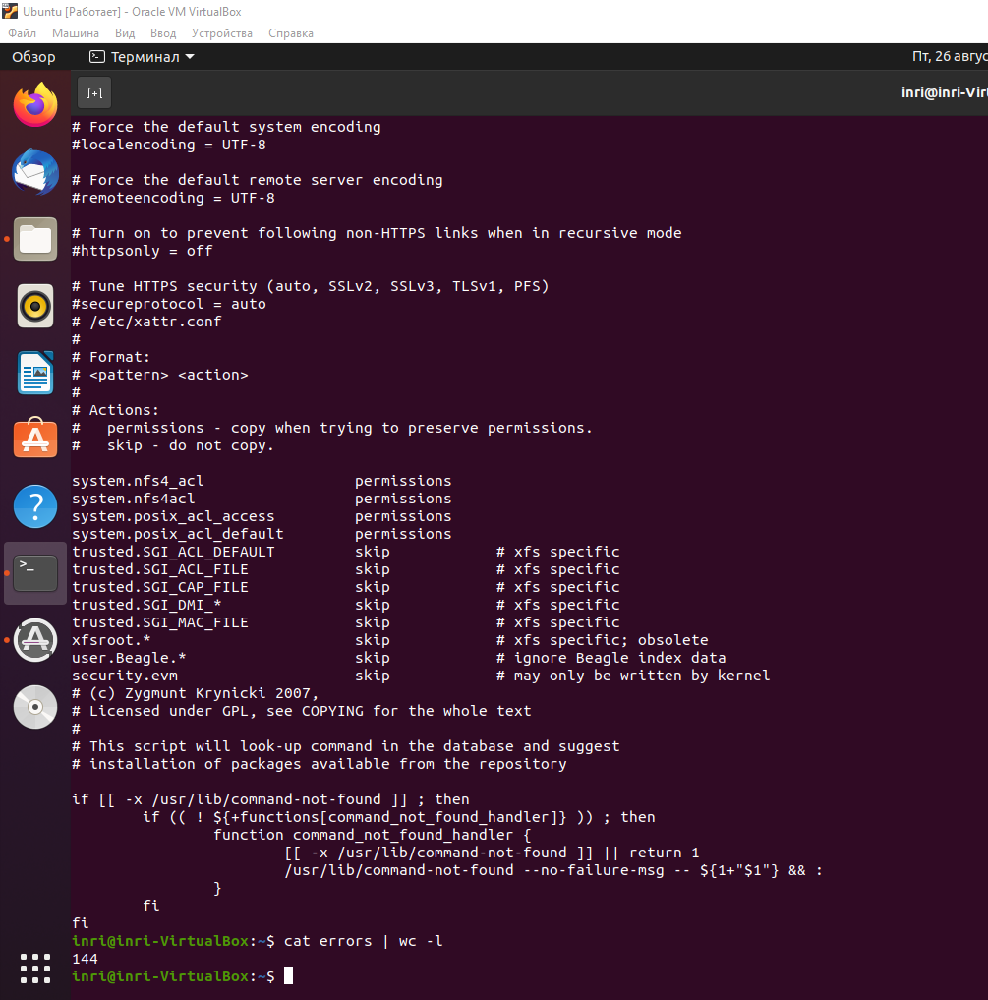 Ubuntu [Работает] - Oracle VM VirtualBox
Файл Машина Вид Ввод Устройства Справка
Обзор Терминал Пт, 26 авгус
inri@inri-Virt
# Force the default system encoding
#localencoding = UTF-8
# Force the default remote server encoding
#remoteencoding = UTF-8
# Turn on to prevent following non-HTTPS links when in recursive mode
#httpsonly = off
# Tune HTTPS security (auto, SSLv2, SSLv3, TLSv1, PFS)
#secureprotocol = auto
# /etc/xattr.conf
#
# Format:
# <pattern> <action>
#
# Actions:
#   permissions - copy when trying to preserve permissions.
#   skip - do not copy.
system.nfs4_acl                 permissions
system.nfs4acl                  permissions
system.posix_acl_access         permissions
system.posix_acl_default        permissions
trusted.SGI_ACL_DEFAULT         skip            # xfs specific
trusted.SGI_ACL_FILE            skip            # xfs specific
trusted.SGI_CAP_FILE            skip            # xfs specific
trusted.SGI_DMI_*               skip            # xfs specific
trusted.SGI_MAC_FILE            skip            # xfs specific
xfsroot.*                       skip            # xfs specific; obsolete
user.Beagle.*                   skip            # ignore Beagle index data
security.evm                    skip            # may only be written by kernel
# (c) Zygmunt Krynicki 2007,
# Licensed under GPL, see COPYING for the whole text
#
# This script will look-up command in the database and suggest
# installation of packages available from the repository
if [[ -x /usr/lib/command-not-found ]] ; then
        if (( ! ${+functions[command_not_found_handler]} )) ; then
                function command_not_found_handler {
                        [[ -x /usr/lib/command-not-found ]] || return 1
                        /usr/lib/command-not-found --no-failure-msg -- ${1+"$1"} && :
                }
        fi
fi
inri@inri-VirtualBox:~$ cat errors | wc -l
144
inri@inri-VirtualBox:~$